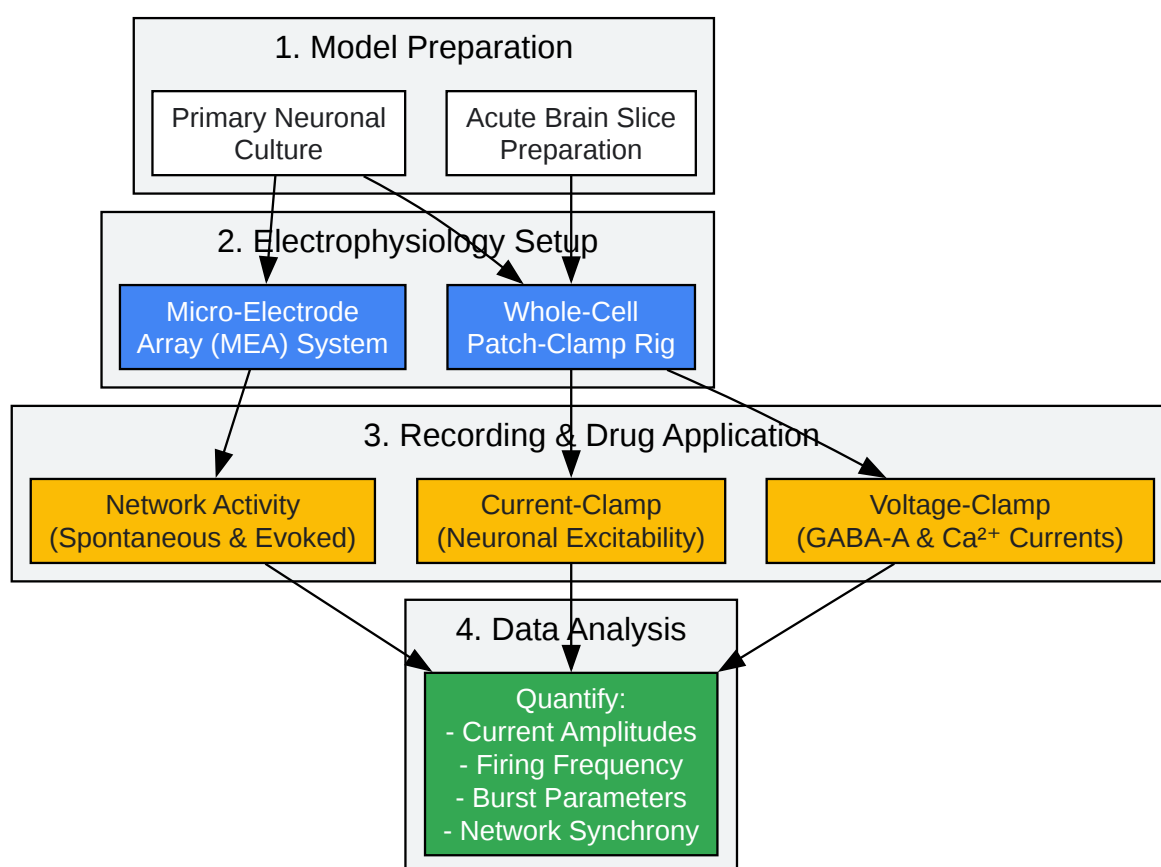 1. Model Preparation
Primary Neuronal
Culture
Acute Brain Slice
Preparation
2. Electrophysiology Setup
Micro-Electrode
Array (MEA) System
Whole-Cell
Patch-Clamp Rig
3. Recording & Drug Application
Network Activity
(Spontaneous & Evoked)
Current-Clamp
(Neuronal Excitability)
Voltage-Clamp
(GABA-A & Ca²⁺ Currents)
4. Data Analysis
Quantify:
- Current Amplitudes
- Firing Frequency
- Burst Parameters
- Network Synchrony